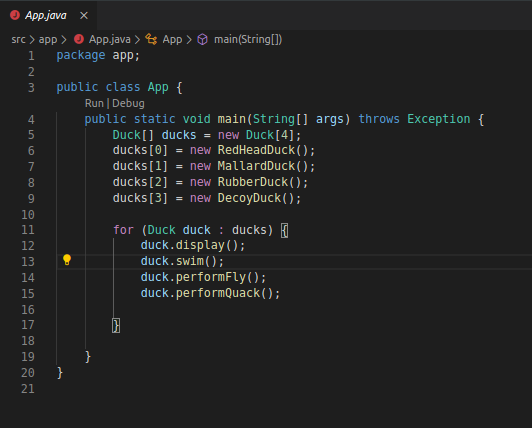 App.java ×
src > app > App.java > App > main(String[])
1 package app;
2
3 public class App {
Run | Debug
4 public static void main(String[] args) throws Exception {
5 Duck[] ducks = new Duck[4];
6 ducks[0] = new RedHeadDuck();
7 ducks[1] = new MallardDuck();
8 ducks[2] = new RubberDuck();
9 ducks[3] = new DecoyDuck();
10
11 for (Duck duck : ducks) {
12 duck.display();
13 duck.swim();
14 duck.performFly();
15 duck.performQuack();
16
17 }
18
19 }
20 }
21